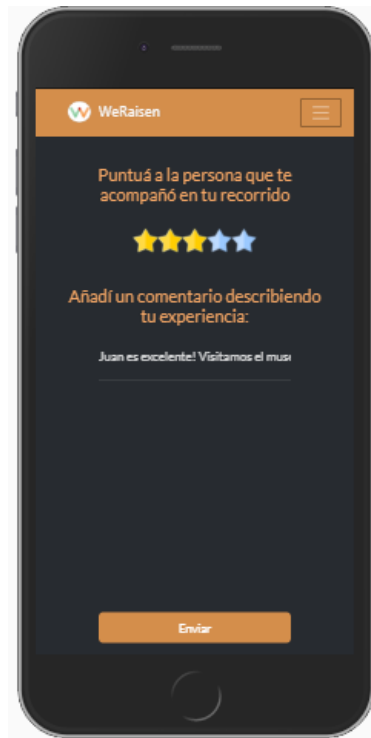 WeRaisen
Puntuá a la persona que te
acompañó en tu recorrido
Añadí un comentario describiendo
tu experiencia:
Juan es excelente! Visitamos el muse
Enviar